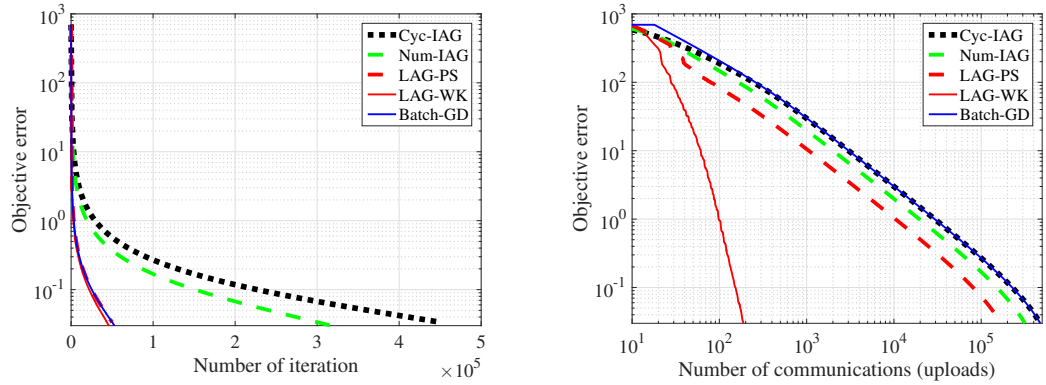 10³
10²
10¹
10⁰
10⁻¹
Objective error
Cyc-IAG
Num-IAG
LAG-PS
LAG-WK
Batch-GD
0 1 2 3 4 5
Number of iteration
×10⁵
10³
10²
10¹
10⁰
10⁻¹
Objective error
Cyc-IAG
Num-IAG
LAG-PS
LAG-WK
Batch-GD
10¹ 10² 10³ 10⁴ 10⁵
Number of communications (uploads)